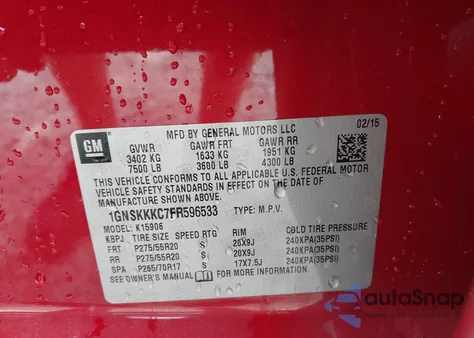 MFD BY GENERAL MOTORS LLC 02/15
GM GVWR GAWR FRT GAWR RR
3402 KG 1633 KG 1951 KG
7500 LB 3600 LB 4300 LB
THIS VEHICLE CONFORMS TO ALL APPLICABLE U.S. FEDERAL MOTOR
VEHICLE SAFETY STANDARDS IN EFFECT ON THE DATE OF
MANUFACTURE SHOWN ABOVE.
1GNSKKKC7FR596533 TYPE: M.P.V.
MODEL: K15906
KBPJ TIRE SIZE SPEED RTG RIM COLD TIRE PRESSURE
FRT P275/55R20 S 20X9J 240KPA(35PSI)
RR P275/55R20 S 20X9J 240KPA(35PSI)
SPA P265/70R17 S 17X7.5J 240KPA(35PSI)
SEE OWNER'S MANUAL FOR MORE INFORMATION.
autoSnap